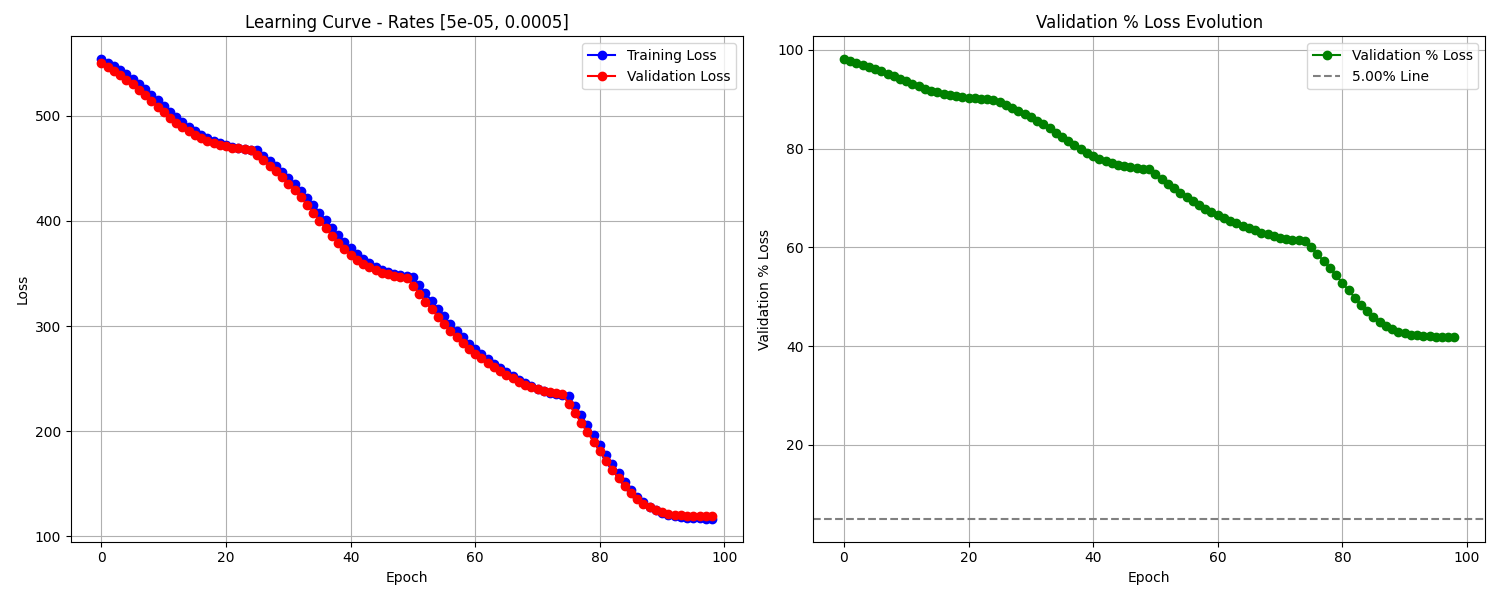 Learning Curve - Rates [5e-05, 0.0005]
Training Loss
Validation Loss
500
400
300
200
100
Loss
0
20
40
60
80
100
Epoch
Validation % Loss Evolution
Validation % Loss
5.00% Line
100
80
60
40
20
Validation % Loss
0
20
40
60
80
100
Epoch